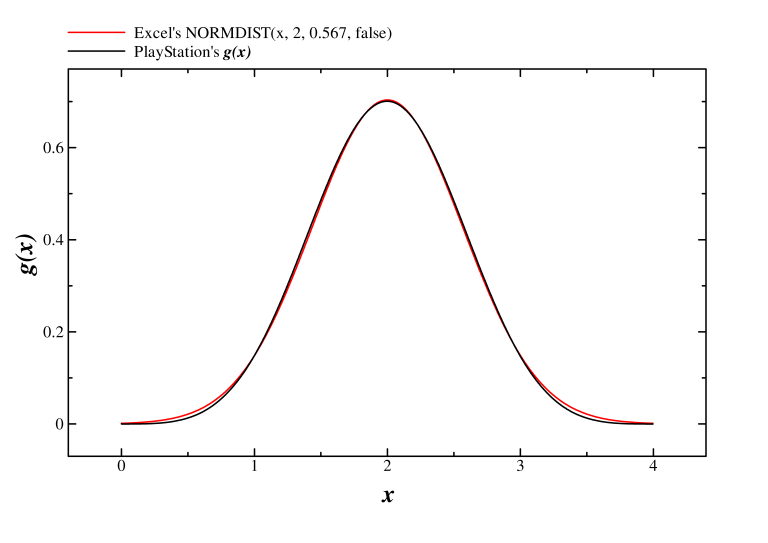 Excel's NORMDIST(x, 2, 0.567, false)
PlayStation's g(x)
0.6
0.4
0.2
0
g(x)
0 1 2 3 4
x